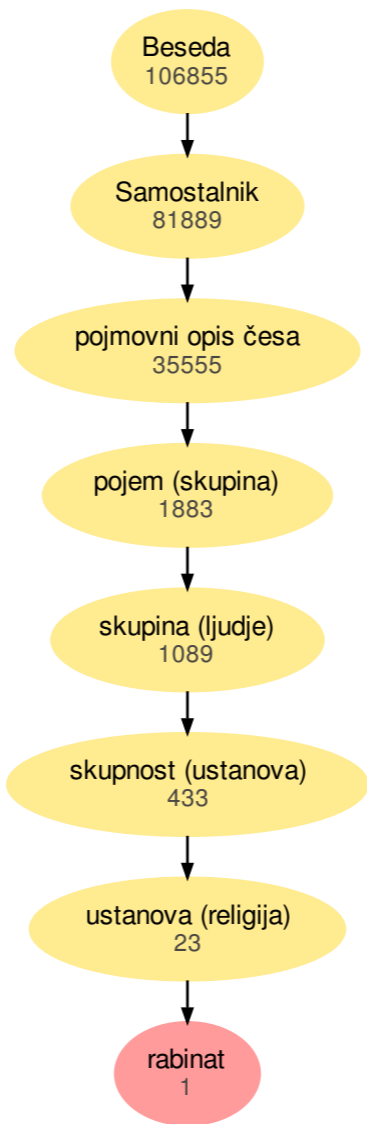 Beseda
106855
Samostalnik
81889
pojmovni opis česa
35555
pojem (skupina)
1883
skupina (ljudje)
1089
skupnost (ustanova)
433
ustanova (religija)
23
rabinat
1